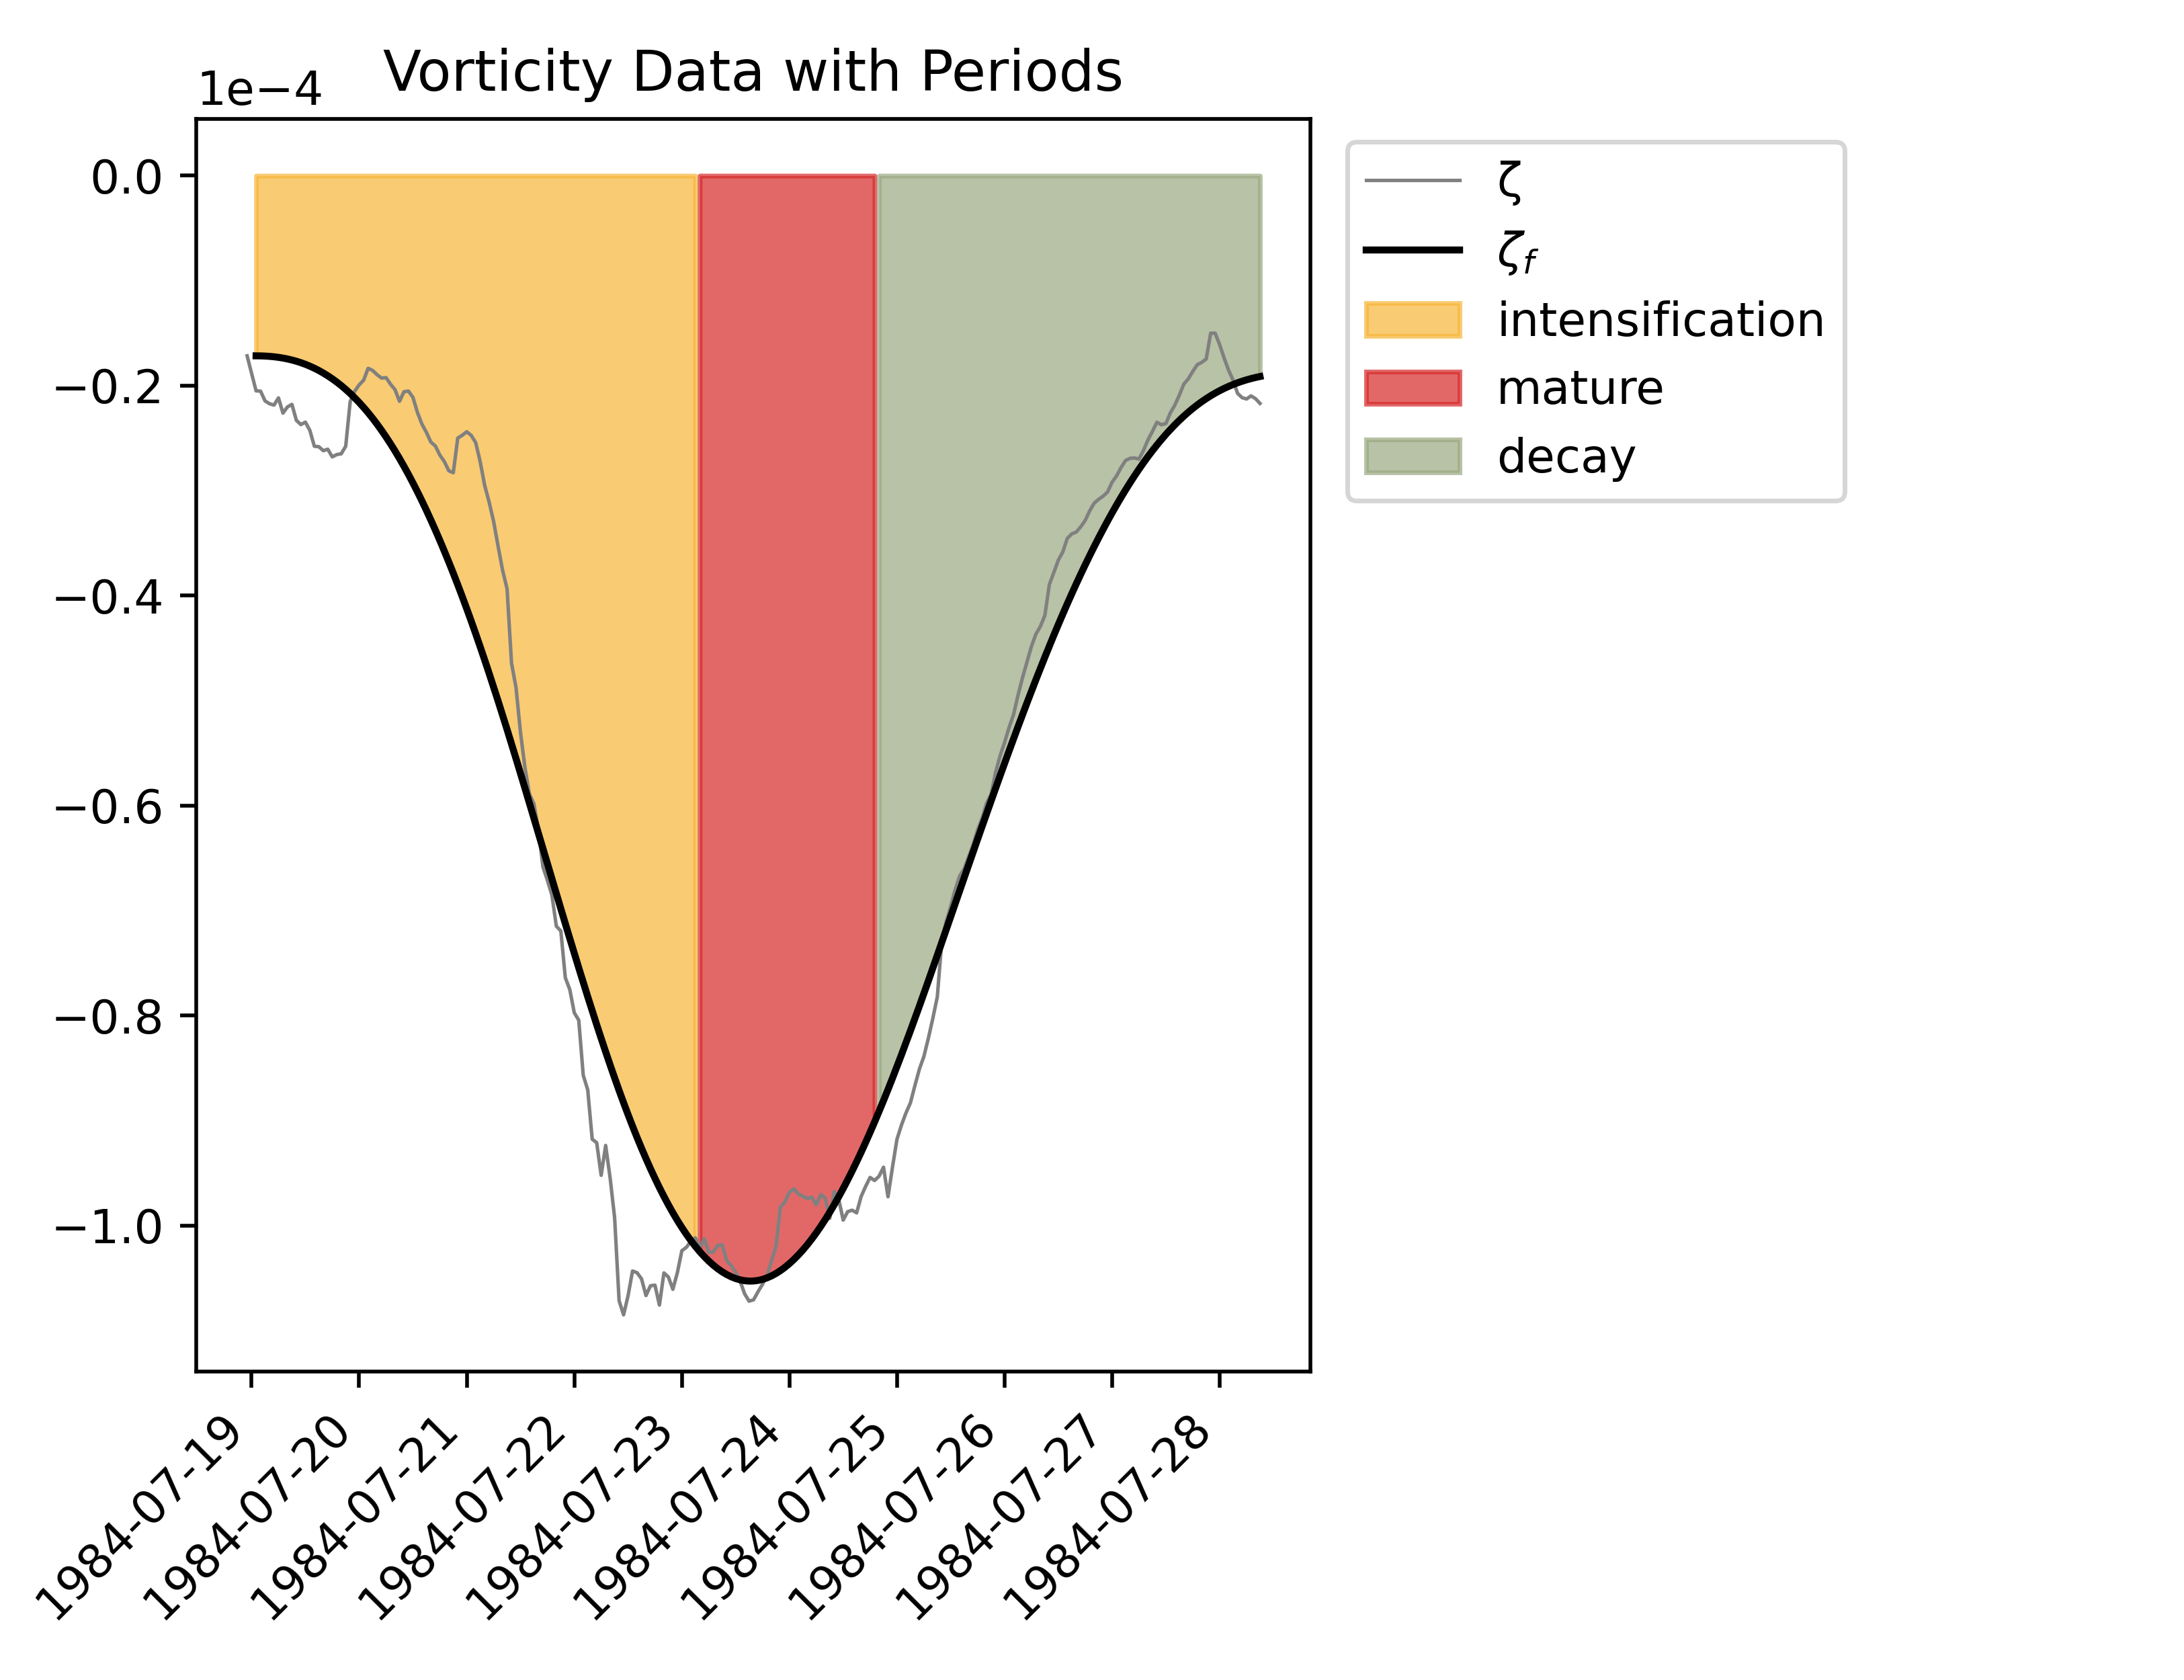 Vorticity Data with Periods
1e−4
0.0
−0.2
−0.4
−0.6
−0.8
−1.0
1984-07-19
1984-07-20
1984-07-21
1984-07-22
1984-07-23
1984-07-24
1984-07-25
1984-07-26
1984-07-27
1984-07-28
ζ
ζf
intensification
mature
decay